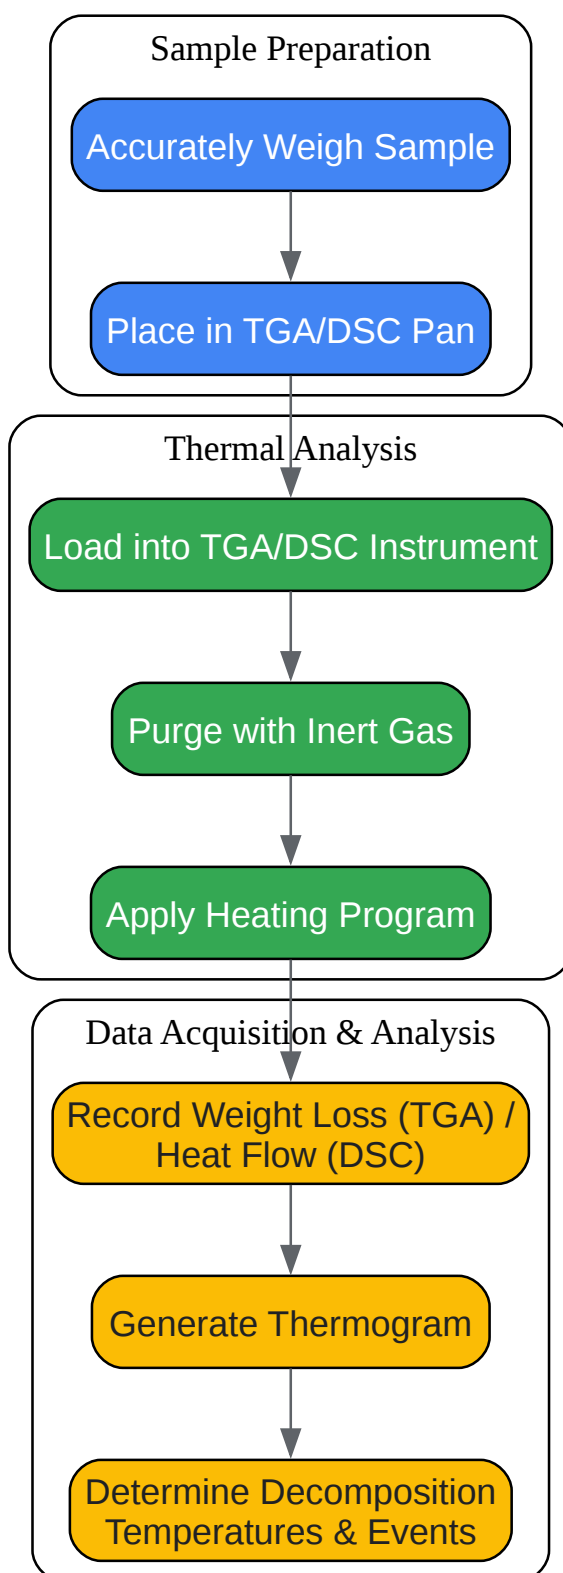 Sample Preparation
Accurately Weigh Sample
Place in TGA/DSC Pan
Thermal Analysis
Load into TGA/DSC Instrument
Purge with Inert Gas
Apply Heating Program
Data Acquisition & Analysis
Record Weight Loss (TGA) /
Heat Flow (DSC)
Generate Thermogram
Determine Decomposition
Temperatures & Events